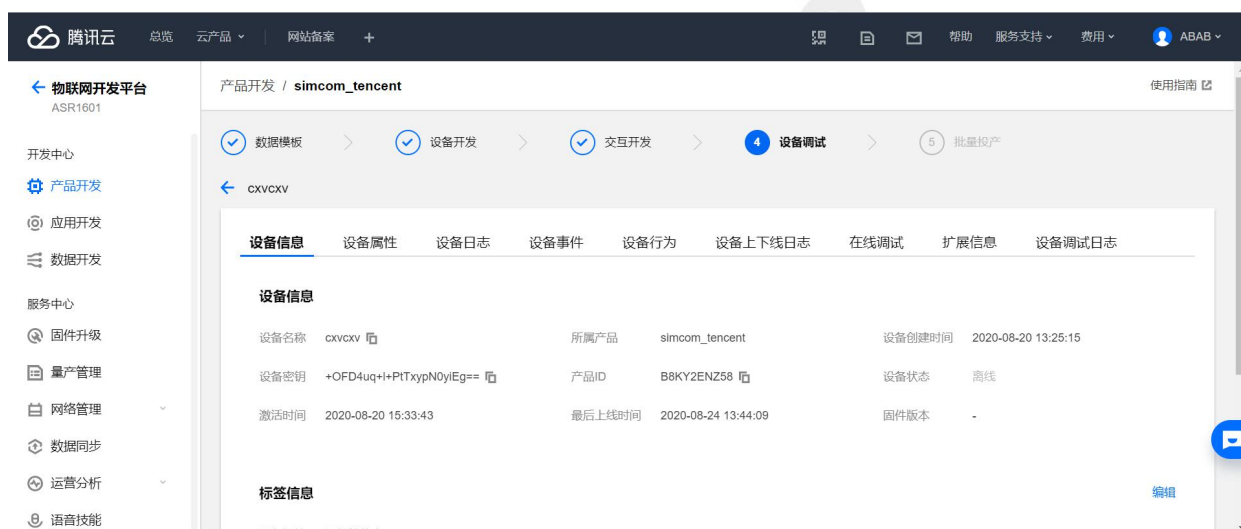 腾讯云 总览 云产品 网站备案 + 帮助 服务支持 费用 ABAB
物联网开发平台
ASR1601
产品开发 / simcom_tencent 使用指南
数据模板 设备开发 交互开发 4 设备调试 5 批量投产
cxvcxv
开发中心
产品开发
应用开发
数据开发
服务中心
固件升级
量产管理
网络管理
数据同步
运营分析
语音技能
设备信息 设备属性 设备日志 设备事件 设备行为 设备上下线日志 在线调试 扩展信息 设备调试日志
设备信息
设备名称 cxvcxv 所属产品 simcom_tencent 设备创建时间 2020-08-20 13:25:15
设备密钥 +OFD4uq+l+PtTxypN0yiEg== 产品ID B8KY2ENZ58 设备状态 离线
激活时间 2020-08-20 15:33:43 最后上线时间 2020-08-24 13:44:09 固件版本 -
标签信息 编辑